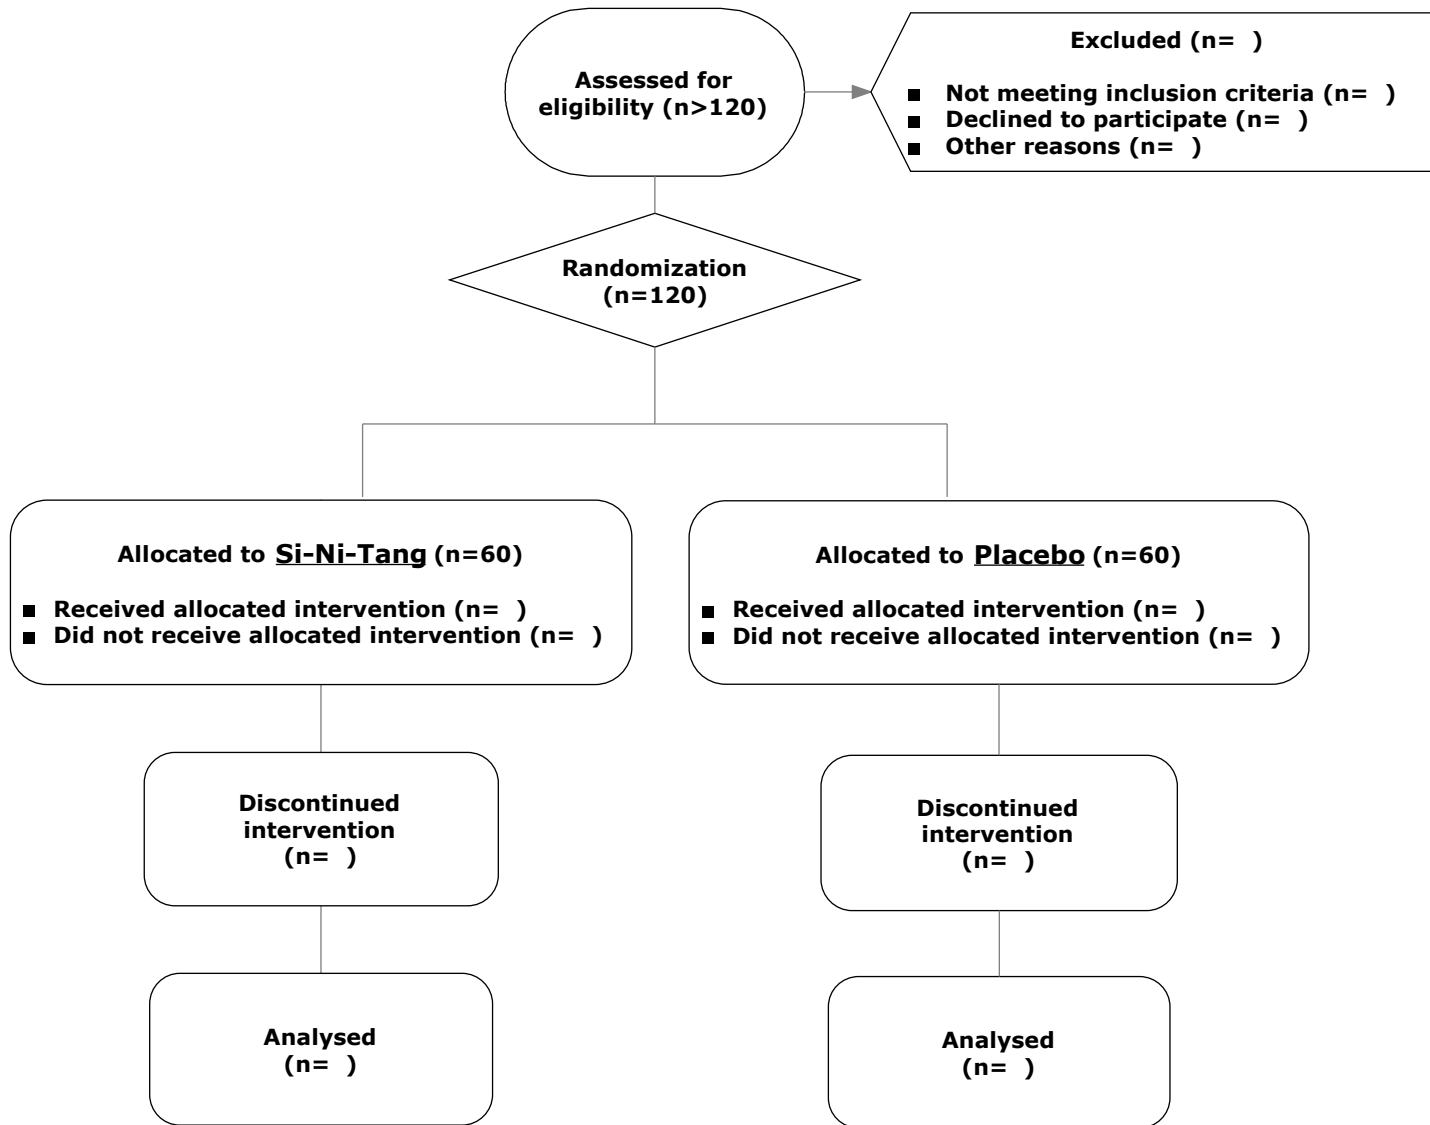 Assessed for
eligibility (n>120)
Excluded (n=  )
■ Not meeting inclusion criteria (n=  )
■ Declined to participate (n=  )
■ Other reasons (n=  )
Randomization
(n=120)
Allocated to Si-Ni-Tang (n=60)
■ Received allocated intervention (n=  )
■ Did not receive allocated intervention (n=  )
Allocated to Placebo (n=60)
■ Received allocated intervention (n=  )
■ Did not receive allocated intervention (n=  )
Discontinued
intervention
(n=  )
Discontinued
intervention
(n=  )
Analysed
(n=  )
Analysed
(n=  )